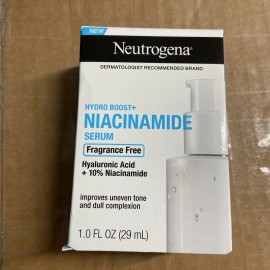 NEW
Neutrogena®
DERMATOLOGIST RECOMMENDED BRAND
HYDRO BOOST+
NIACINAMIDE
SERUM
Fragrance Free
Hyaluronic Acid
+ 10% Niacinamide
improves uneven tone
and dull complexion
1.0 FL OZ (29 mL)